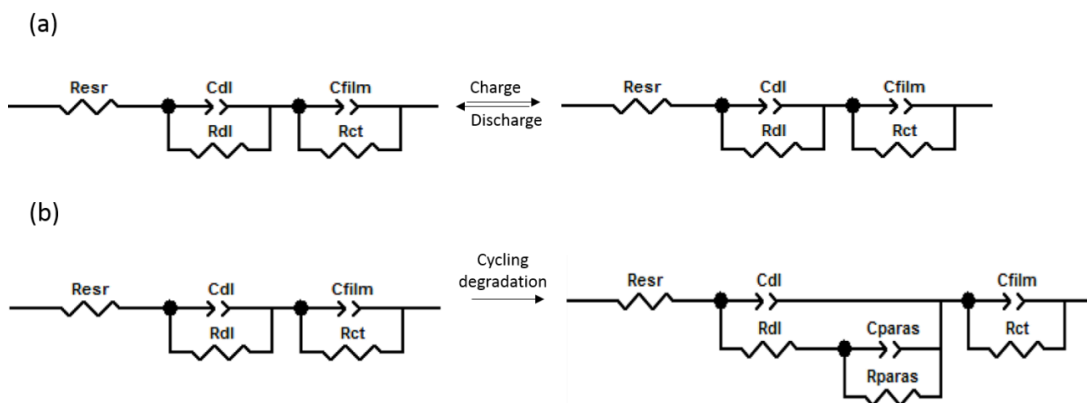 (a)
Resr
Cdl
Cfilm
Rdl
Rct
Charge
Discharge
Resr
Cdl
Cfilm
Rdl
Rct
(b)
Resr
Cdl
Cfilm
Rdl
Rct
Cycling
degradation
Resr
Cdl
Cfilm
Rdl
Cparas
Rct
Rparas